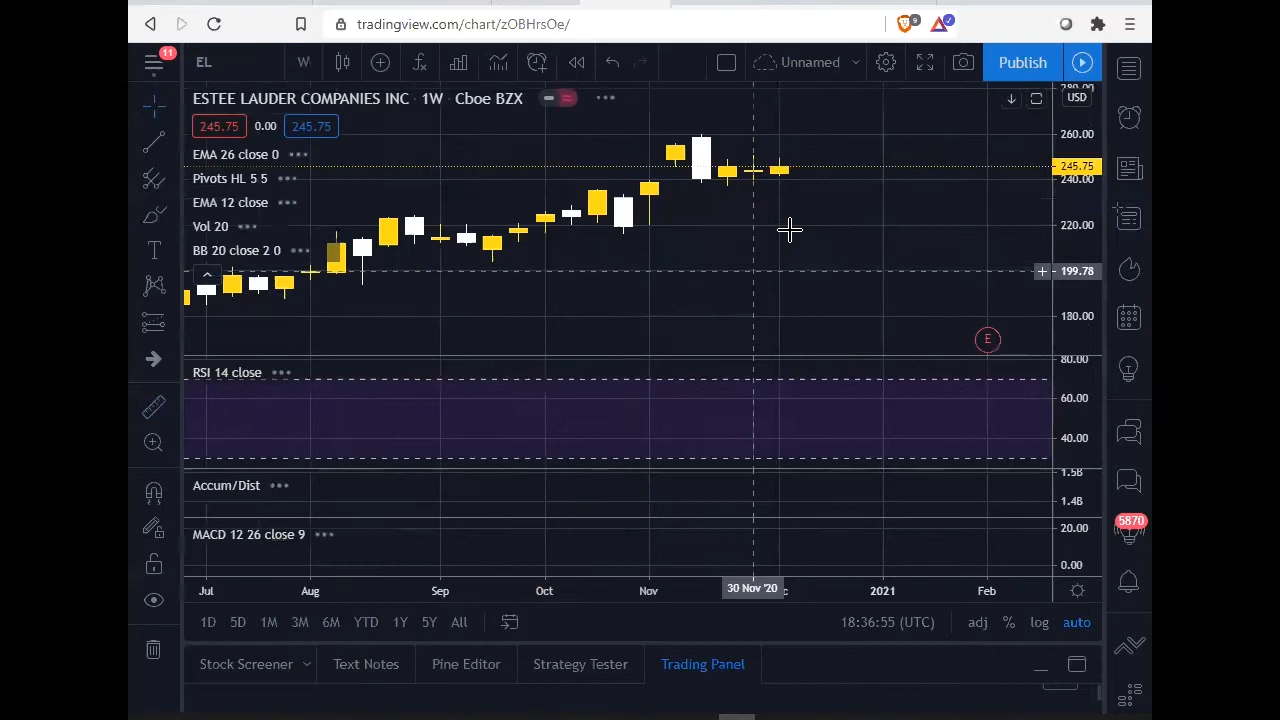 tradingview.com/chart/zOBHrsOe/
9
11
EL
W
Unnamed
Publish
ESTEE LAUDER COMPANIES INC · 1W · Cboe BZX
USD
245.75 0.00 245.75
EMA 26 close 0
Pivots HL 5 5
EMA 12 close
Vol 20
BB 20 close 2 0
280.00
260.00
245.75
240.00
220.00
199.78
180.00
E
RSI 14 close
80.00
60.00
40.00
Accum/Dist
1.5B
1.4B
MACD 12 26 close 9
20.00
0.00
5870
Jul Aug Sep Oct Nov 30 Nov '20 2021 Feb
1D 5D 1M 3M 6M YTD 1Y 5Y All
18:36:55 (UTC)
adj % log auto
Stock Screener Text Notes Pine Editor Strategy Tester Trading Panel